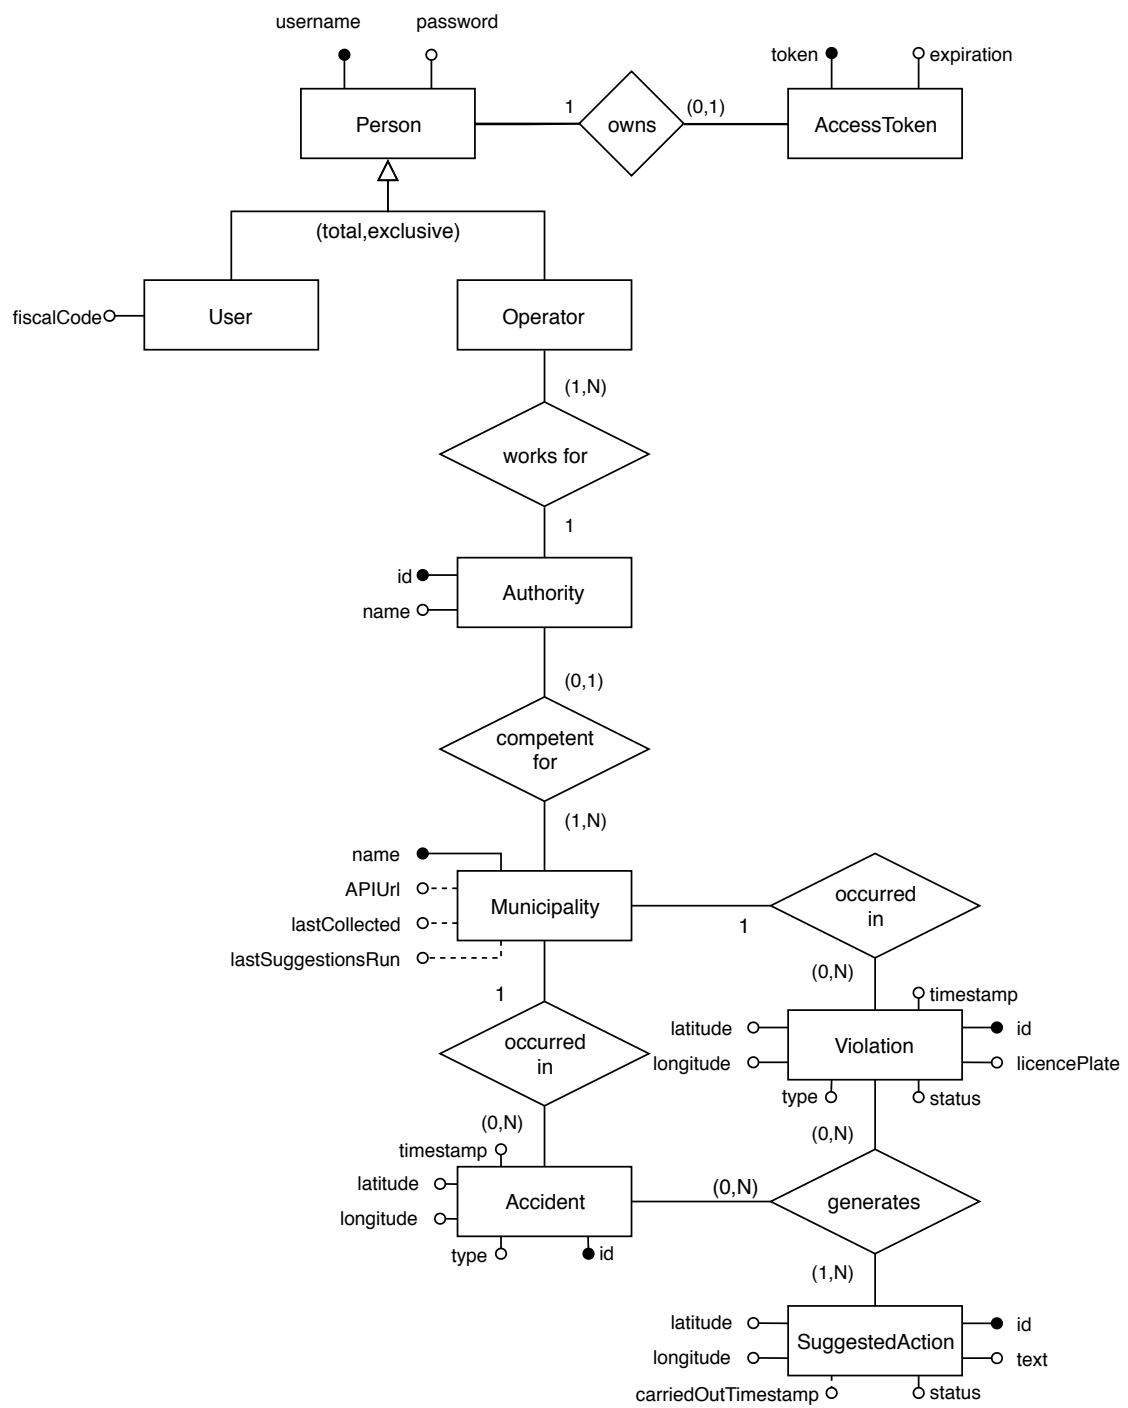 username
password
token
expiration
Person
1
owns
(0,1)
AccessToken
(total,exclusive)
fiscalCode
User
Operator
(1,N)
works for
1
id
name
Authority
(0,1)
competent
for
(1,N)
name
APIUrl
lastCollected
lastSuggestionsRun
Municipality
1
occurred
in
(0,N)
1
occurred
in
(0,N)
timestamp
latitude
longitude
Violation
id
licencePlate
type
status
(0,N)
timestamp
latitude
longitude
Accident
type
id
(0,N)
generates
(1,N)
latitude
longitude
SuggestedAction
id
text
carriedOutTimestamp
status